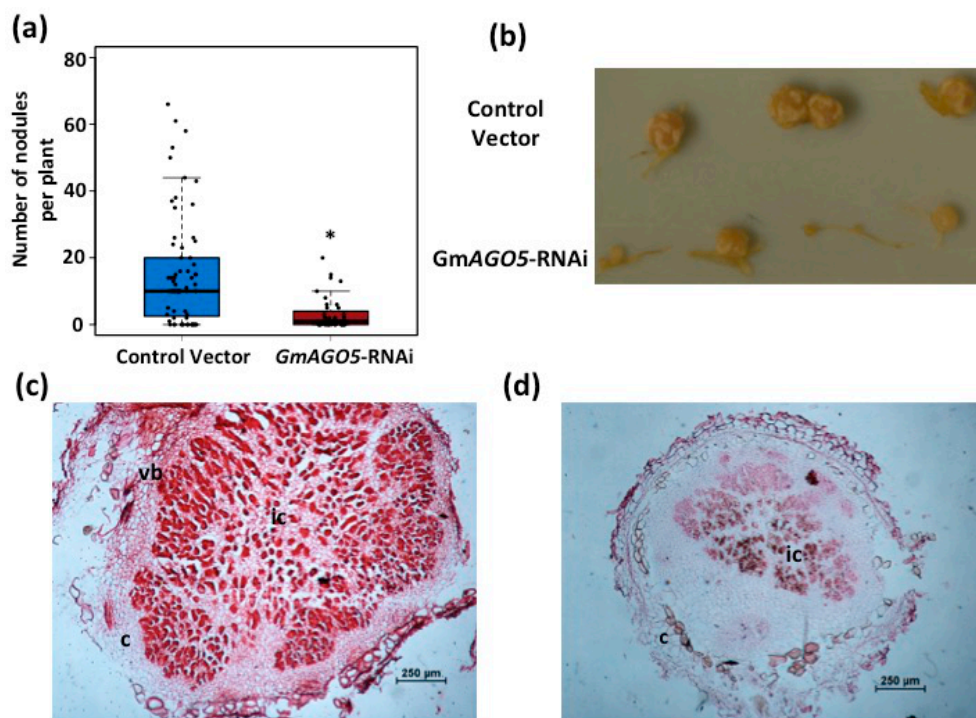 (a)
Number of nodules
per plant
80
60
40
20
0
*
Control Vector
GmAGO5-RNAi
(b)
Control
Vector
GmAGO5-RNAi
(c)
vb
ic
c
250 µm
(d)
ic
c
250 µm